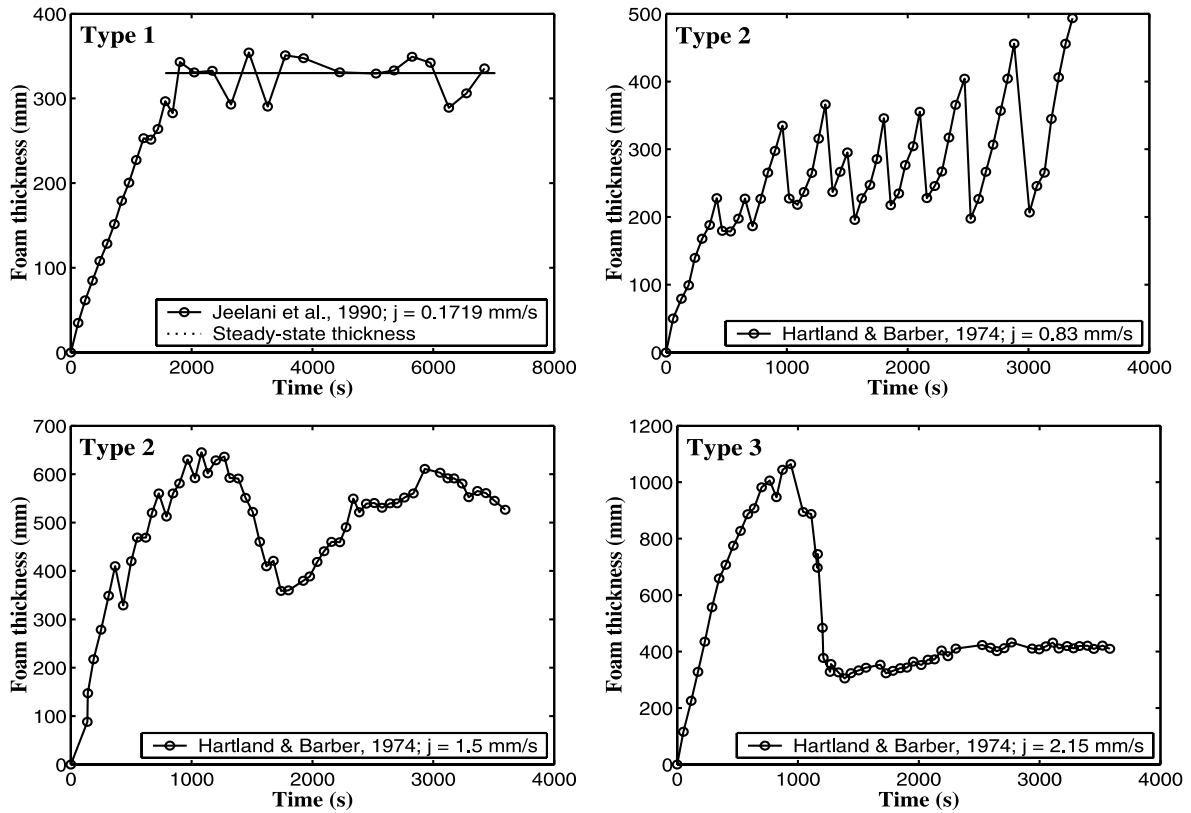 Type 1
Foam thickness (mm)
400
300
200
100
0
Jeelani et al., 1990; j = 0.1719 mm/s
Steady-state thickness
0 2000 4000 6000 8000
Time (s)
Type 2
Foam thickness (mm)
500
400
300
200
100
0
Hartland & Barber, 1974; j = 0.83 mm/s
0 1000 2000 3000 4000
Time (s)
Type 2
Foam thickness (mm)
700
600
500
400
300
200
100
0
Hartland & Barber, 1974; j = 1.5 mm/s
0 1000 2000 3000 4000
Time (s)
Type 3
Foam thickness (mm)
1200
1000
800
600
400
200
0
Hartland & Barber, 1974; j = 2.15 mm/s
0 1000 2000 3000 4000
Time (s)